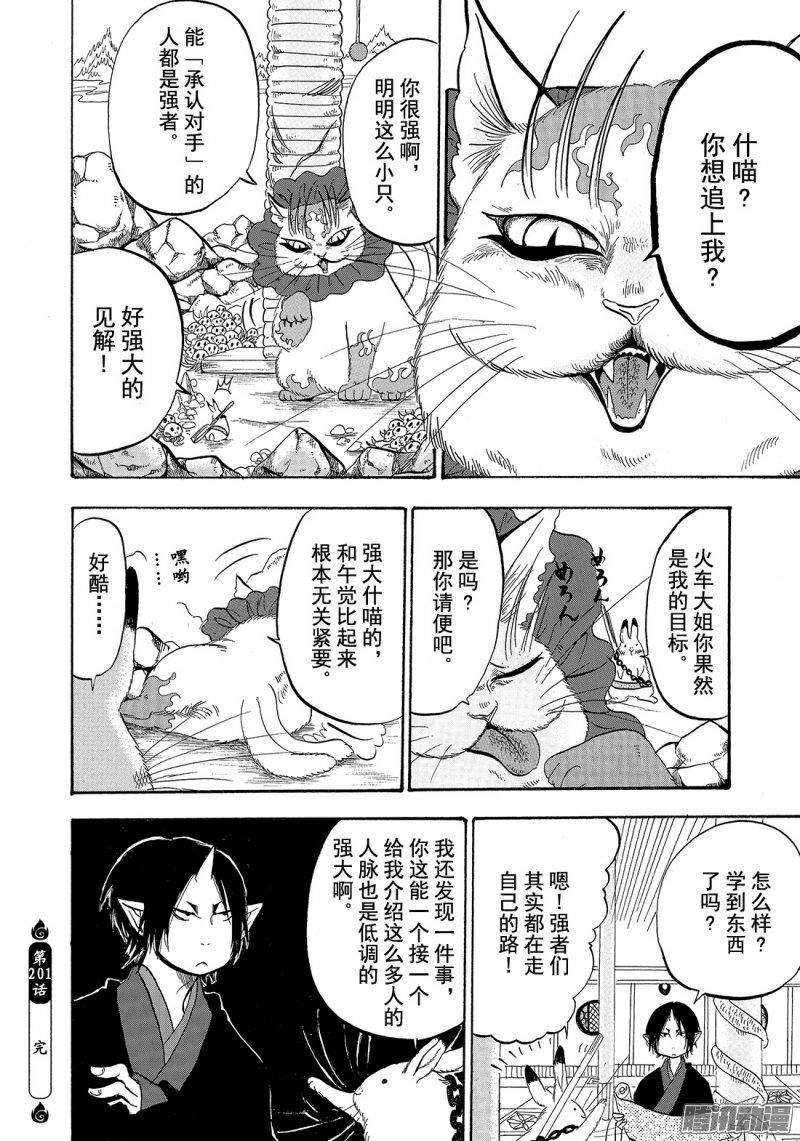 什喵？
你想追上
我？
你很强啊，
明明这么小只。
能「承认对手」的
人都是强者。
好强大的
见解！
火车大姐你果然
是我的目标。
めろん
めろん
是吗？
那你请便吧。
强大什喵的，
和午觉比起来
根本无关紧要。
嘿哟
……
好酷……
怎么样？
学到东西
了吗？
嗯！强者们
其实都在走
自己的路！
我还发现一件事，
你这能一个接一个
给我介绍这么多人的
人脉也是低调的
强大啊。
第201话
完
腾讯动漫